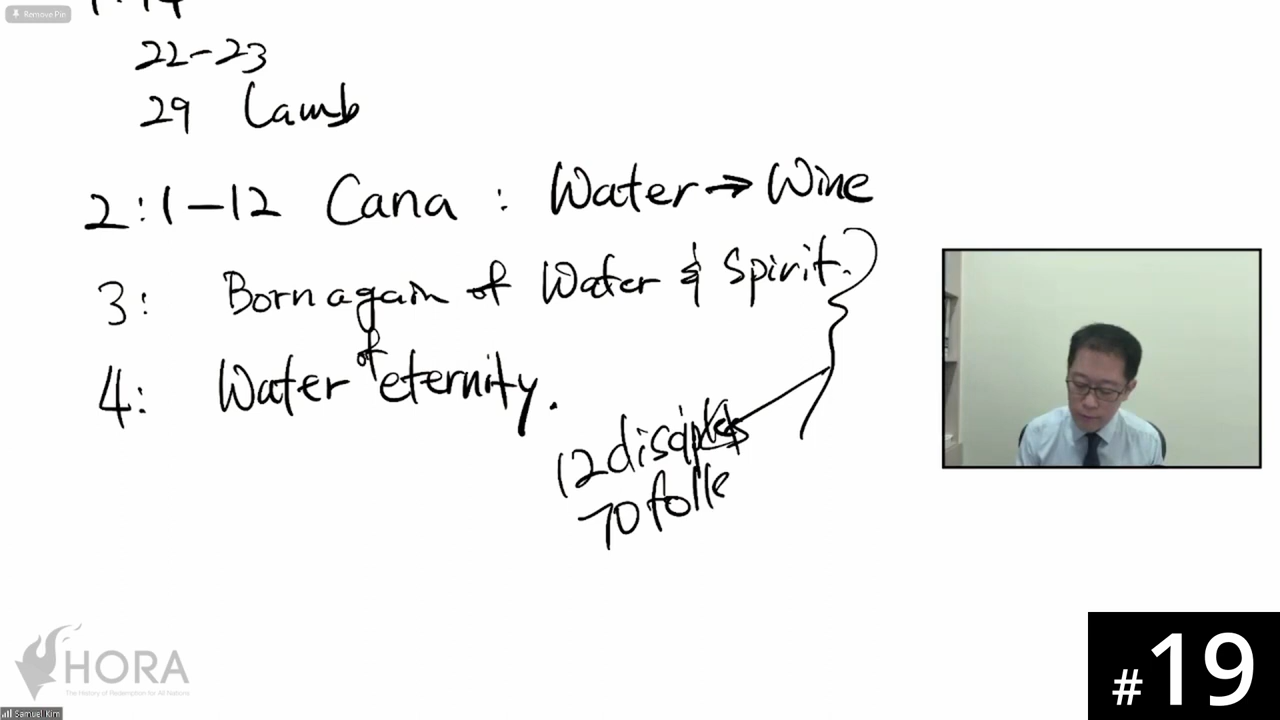 Remove Pin
22-23
29 Lamb
2:1-12 Cana : Water → Wine
3: Born again of Water & Spirit.
4: Water of eternity.
12 disciples
70 folle
HORA
The History of Redemption for All Nations
Samuel Kim
#19